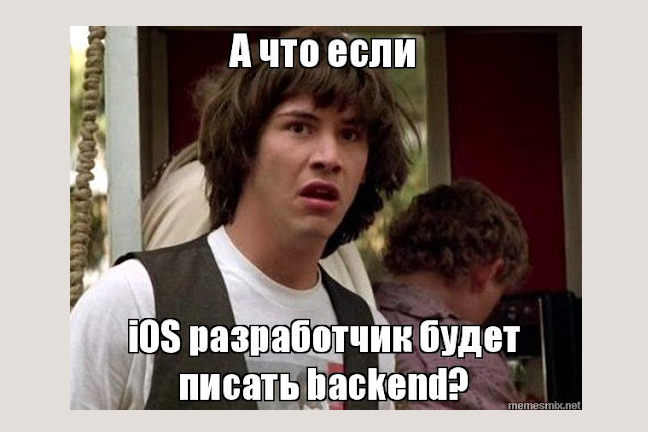 А что если
iOS разработчик будет
писать backend?
memesmix.net